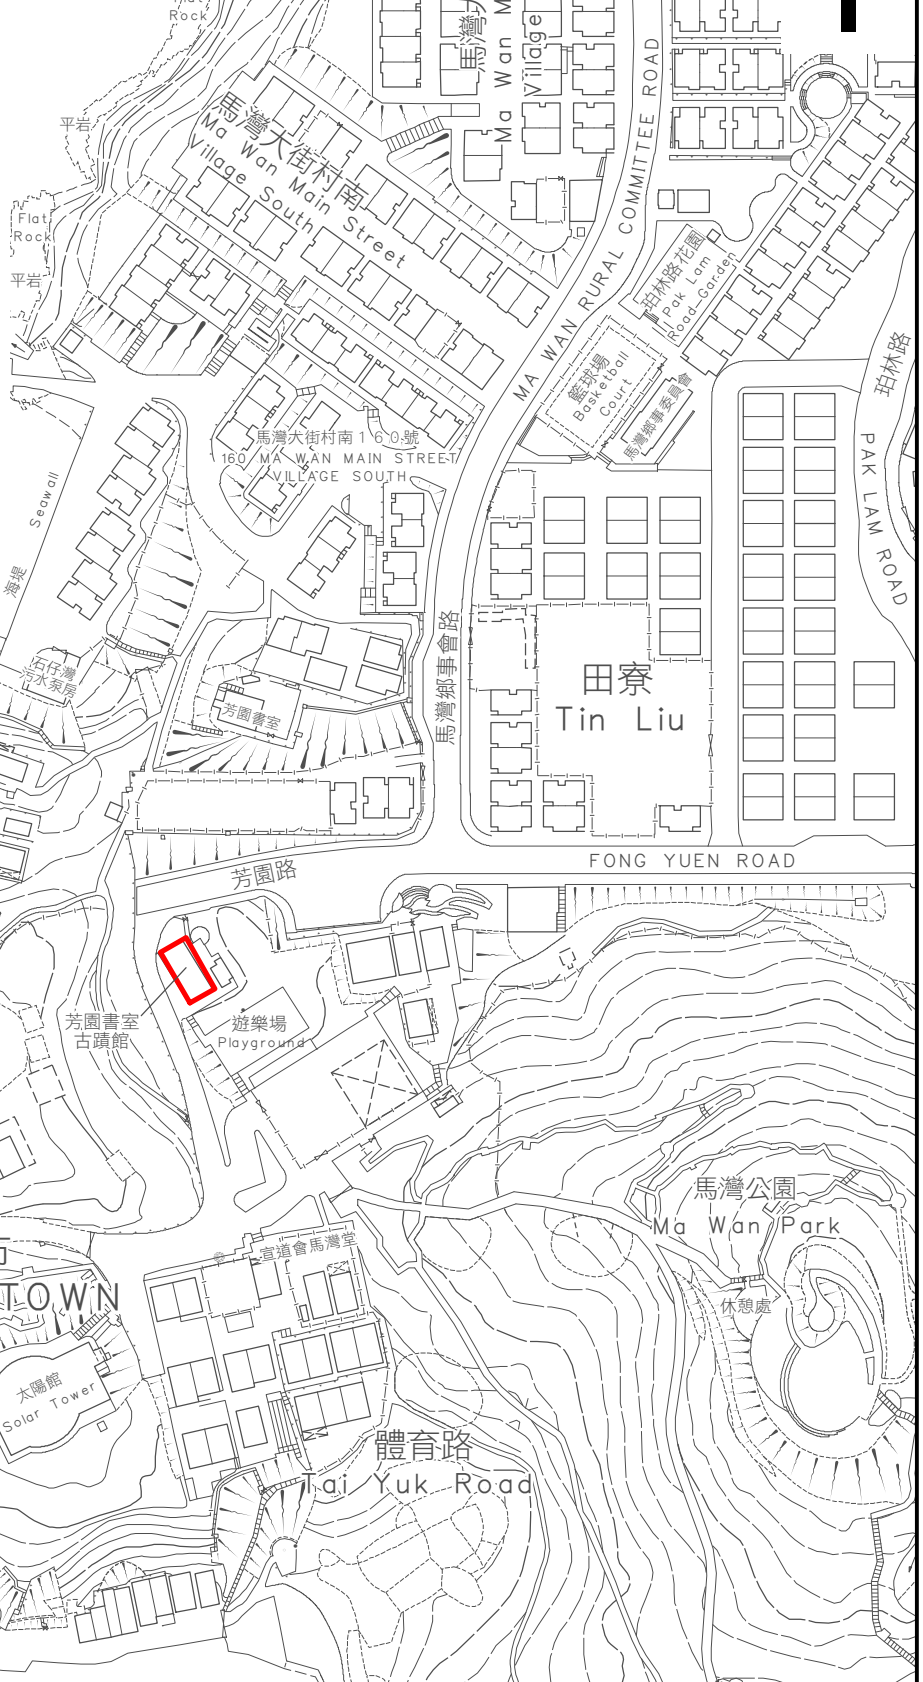 Rock
平岩
Flat
Rock
平岩
馬灣大街村南
Ma Wan Main Street
Village South
Ma Wan M
Village
MA WAN RURAL COMMITTEE ROAD
珀林路花園
Pak Lam
Road-Garden
籃球場
Basketball
Court
馬灣鄉事委員會
珀林路
PAK LAM ROAD
馬灣大街村南160號
160 MA WAN MAIN STREET
VILLAGE SOUTH
Seawall
海堤
石仔灣
污水泵房
芳園書室
馬灣鄉事會路
田寮
Tin Liu
FONG YUEN ROAD
芳園路
芳園書室
古蹟館
遊樂場
Playground
馬灣公園
Ma Wan Park
休憩處
宣道會馬灣堂
TOWN
太陽館
Solar Tower
體育路
Tai Yuk Road